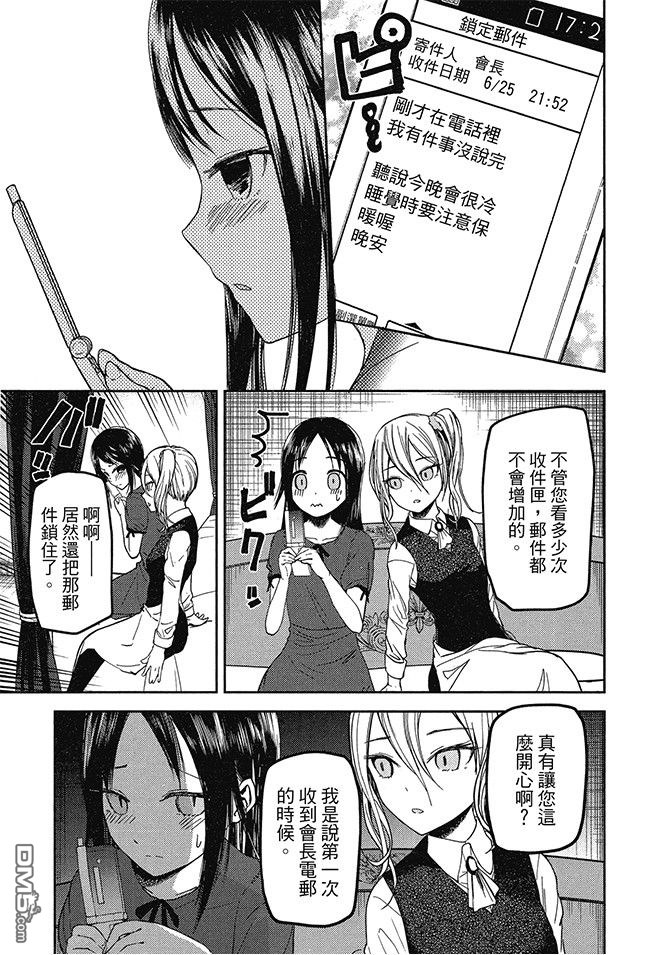 17:2
鎖定郵件
寄件人 會長
收件日期 6/25 21:52
剛才在電話裡
我有件事沒說完
聽說今晚會很冷
睡覺時要注意保
暖喔
晚安
副選單
ピ
不管您看多少次
收件匣，郵件都
不會增加的。
ビクッ
啊啊——
居然還把那郵
件鎖住了。
真有讓您這
麼開心啊？
我是說第一次
收到會長電郵
的時候。
DM5
.com